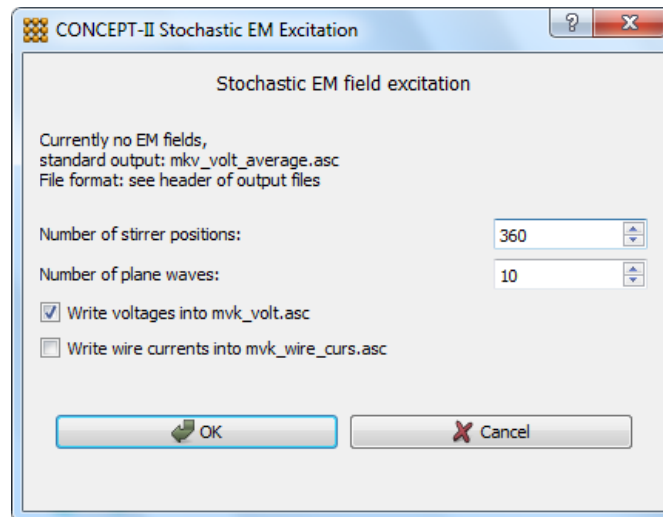 CONCEPT-II Stochastic EM Excitation
Stochastic EM field excitation
Currently no EM fields,
standard output: mkv_volt_average.asc
File format: see header of output files
Number of stirrer positions: 360
Number of plane waves: 10
Write voltages into mvk_volt.asc
Write wire currents into mvk_wire_curs.asc
OK Cancel